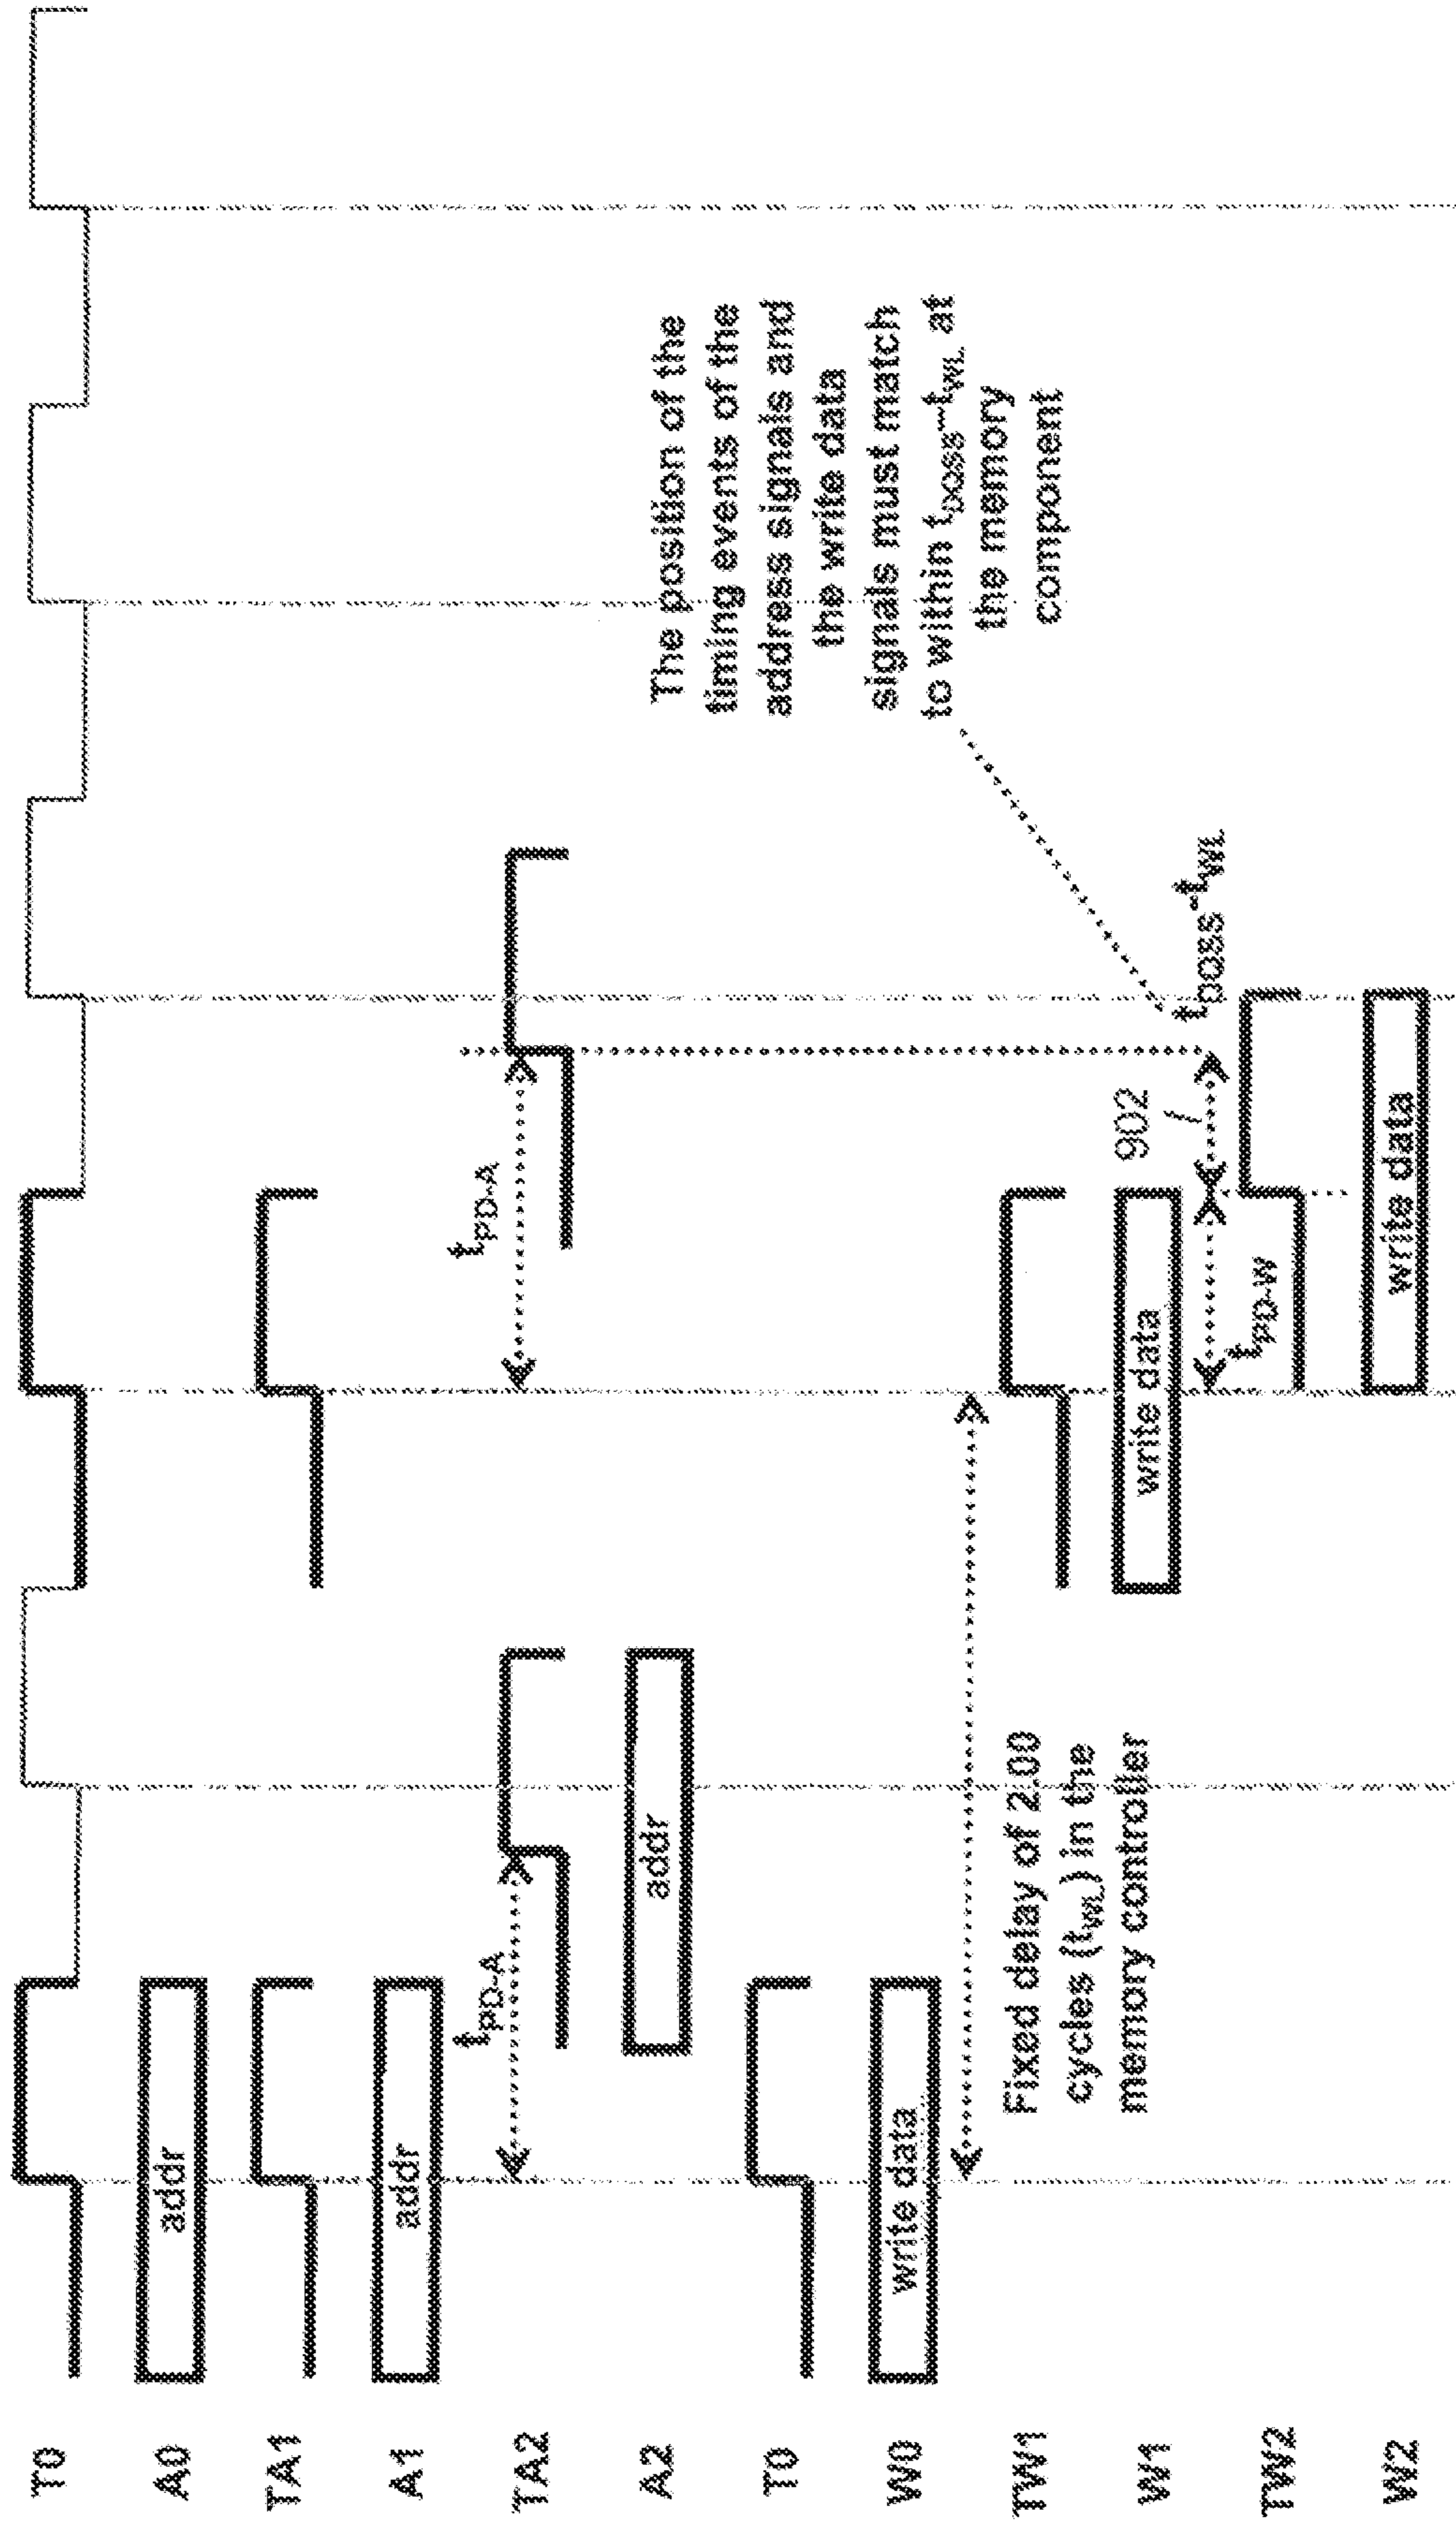 T0
A0
addr
TA1
A1
addr
TA2
tPD-A
tPD-A
A2
addr
T0
W0
write data
The position of the
timing events of the
address signals and
the write data
signals must match
to within tDQSS-tWL at
the memory
component
Fixed delay of 2.00
cycles (tWL) in the
memory controller
TW1
W1
write data
902
tPD-W
tDQSS-tWL
TW2
W2
write data